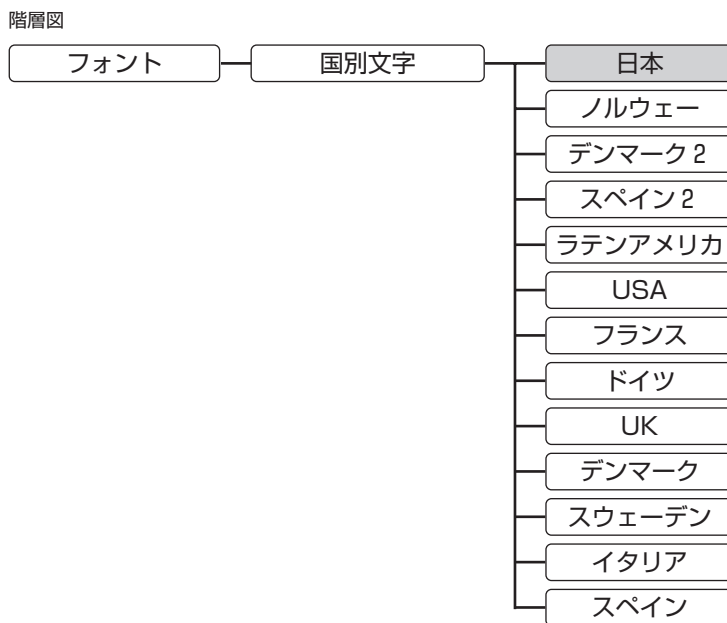 階層図
フォント 国別文字 日本
ノルウェー
デンマーク2
スペイン2
ラテンアメリカ
USA
フランス
ドイツ
UK
デンマーク
スウェーデン
イタリア
スペイン